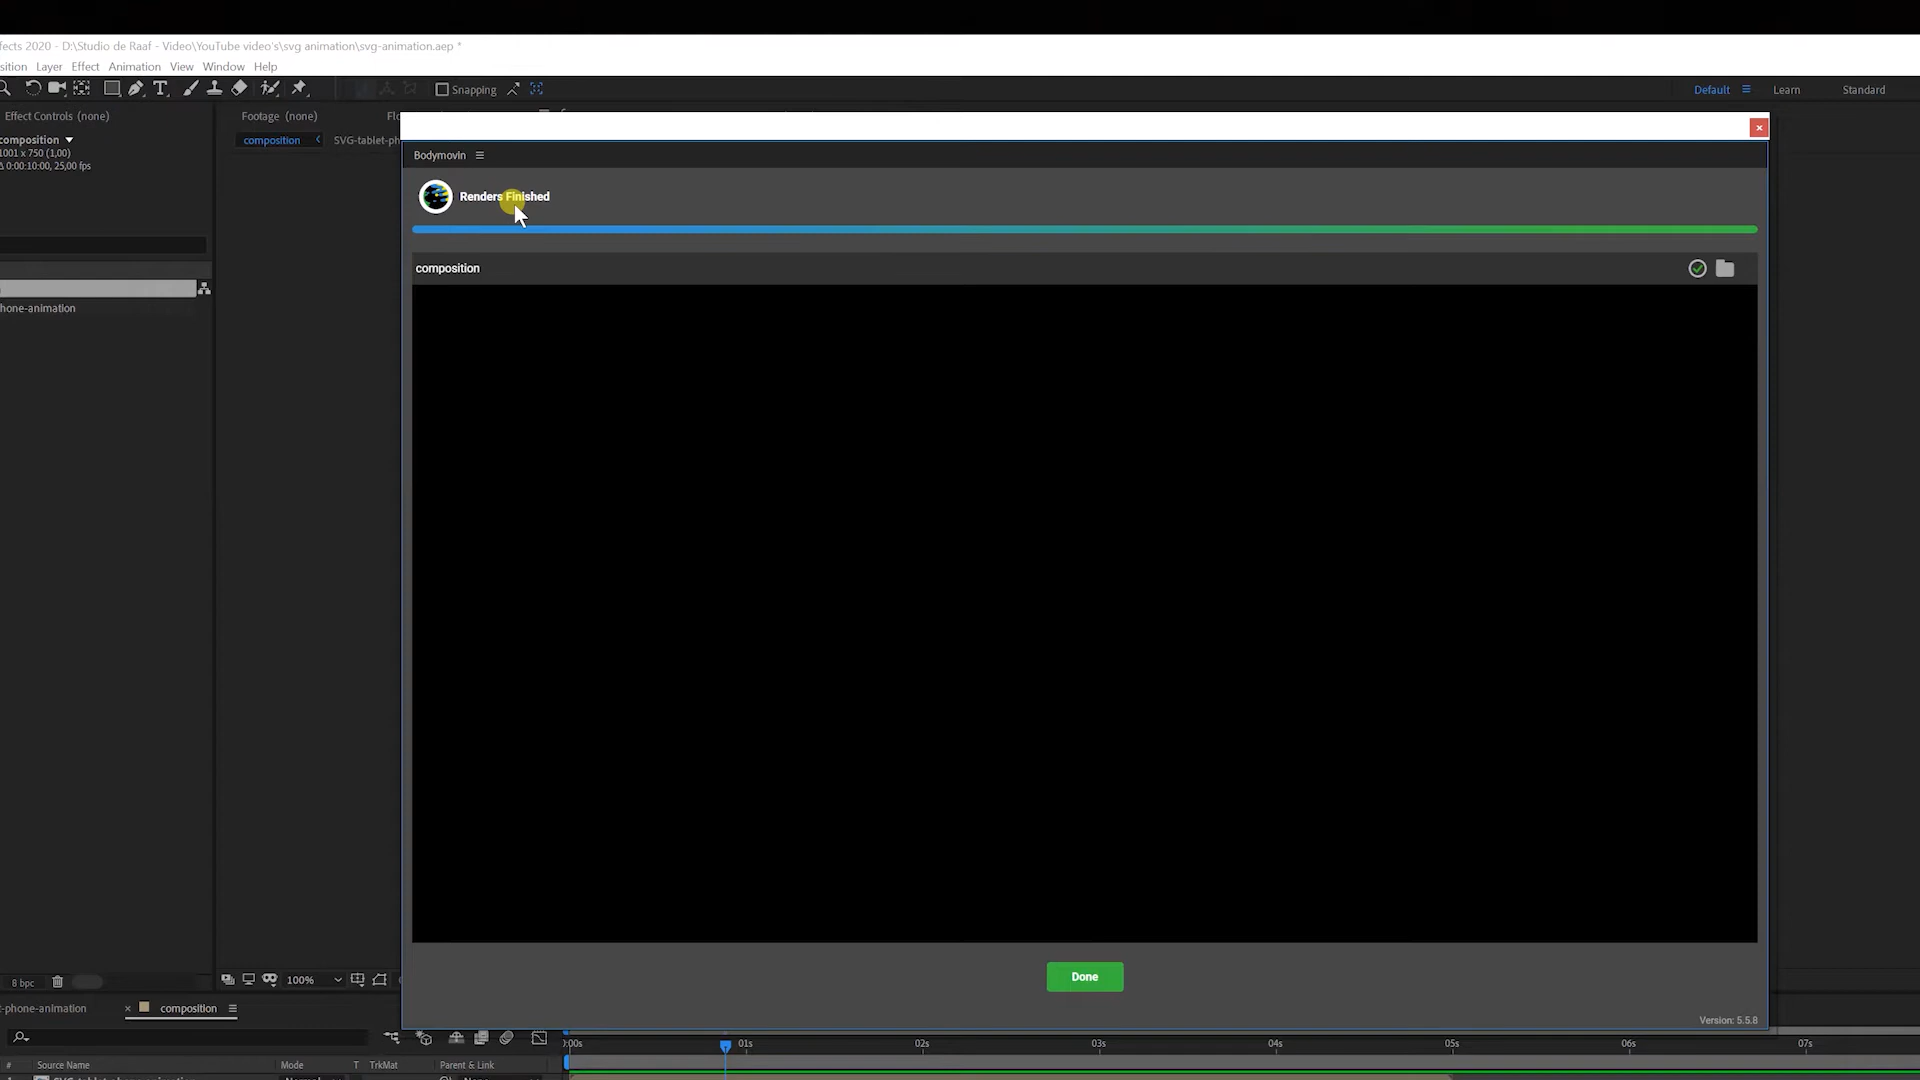 fects 2020 - D:\Studio de Raaf - Video\YouTube video's\svg animation\svg-animation.aep *
sition Layer Effect Animation View Window Help
Snapping
Default
Learn
Standard
Effect Controls (none)
Footage (none)
Flo
composition
1001 x 750 (1,00)
Δ 0:00:10:00, 25,00 fps
composition
SVG-tablet-ph
Bodymovin
Renders Finished
composition
hone-animation
8 bpc
100%
Done
Version: 5.5.8
-phone-animation
× composition
):00s 01s 02s 03s 04s 05s 06s 07s
# Source Name Mode T TrkMat Parent & Link